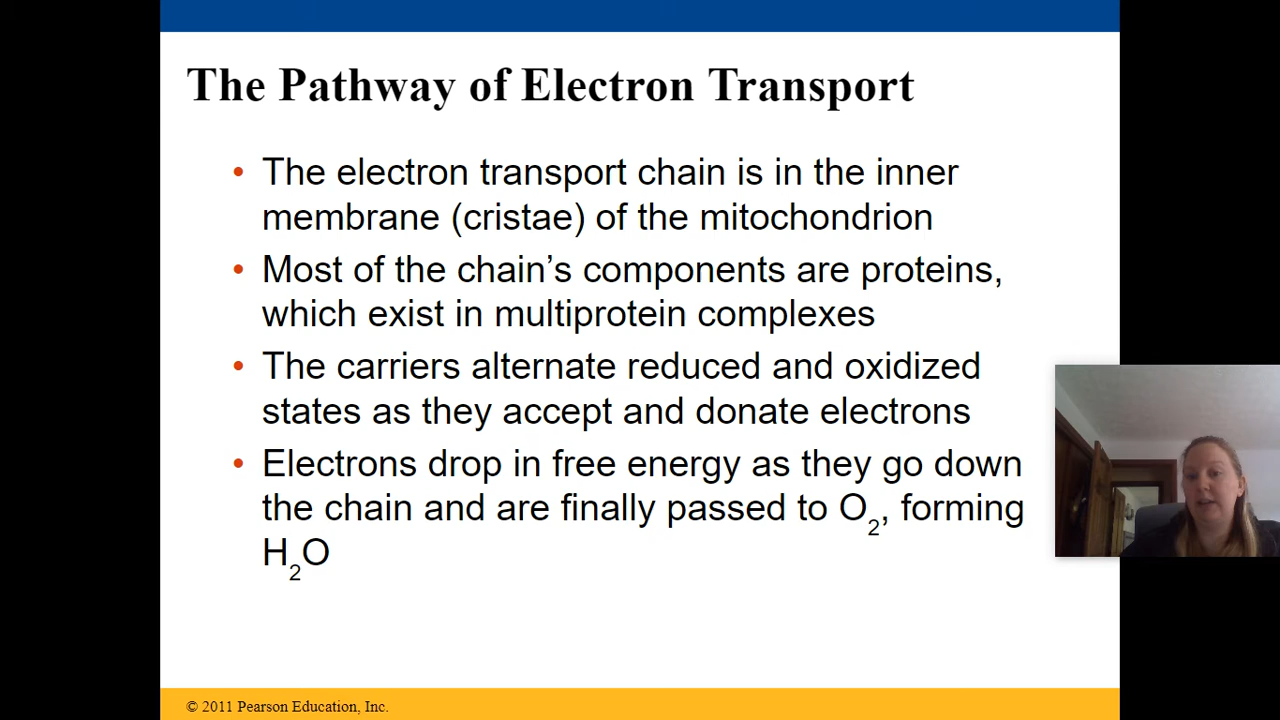 The Pathway of Electron Transport
• The electron transport chain is in the inner
membrane (cristae) of the mitochondrion
• Most of the chain’s components are proteins,
which exist in multiprotein complexes
• The carriers alternate reduced and oxidized
states as they accept and donate electrons
• Electrons drop in free energy as they go down
the chain and are finally passed to O₂, forming
H₂O
© 2011 Pearson Education, Inc.